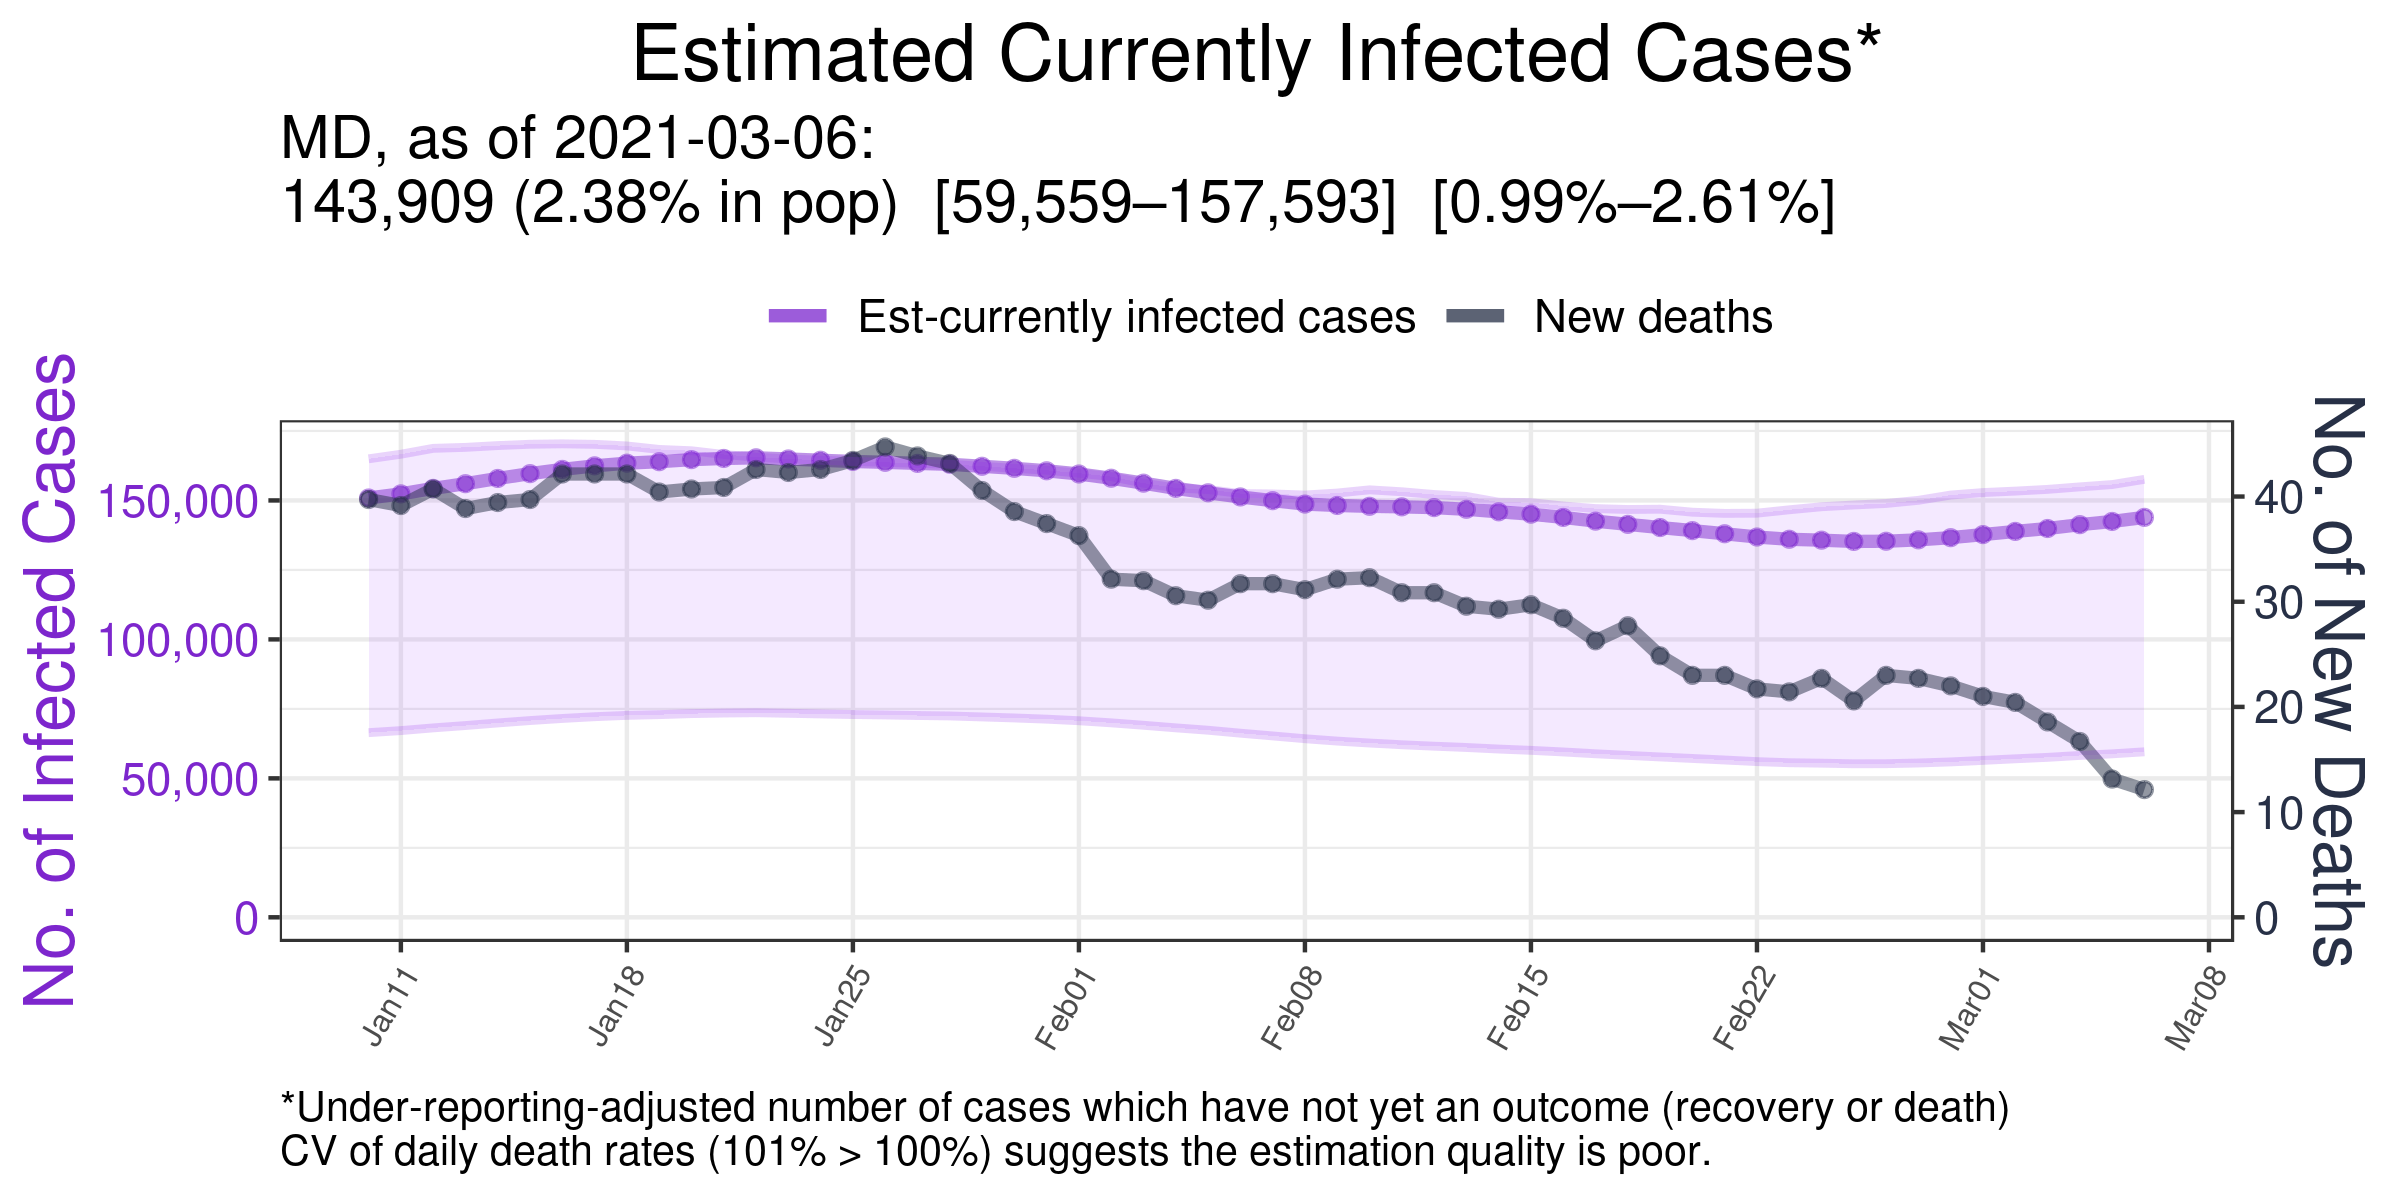 Estimated Currently Infected Cases*
MD, as of 2021-03-06:
143,909 (2.38% in pop) [59,559–157,593] [0.99%–2.61%]
Est-currently infected cases
New deaths
No. of Infected Cases
150,000
100,000
50,000
0
No. of New Deaths
40
30
20
10
0
Jan11
Jan18
Jan25
Feb01
Feb08
Feb15
Feb22
Mar01
Mar08
*Under-reporting-adjusted number of cases which have not yet an outcome (recovery or death)
CV of daily death rates (101% > 100%) suggests the estimation quality is poor.